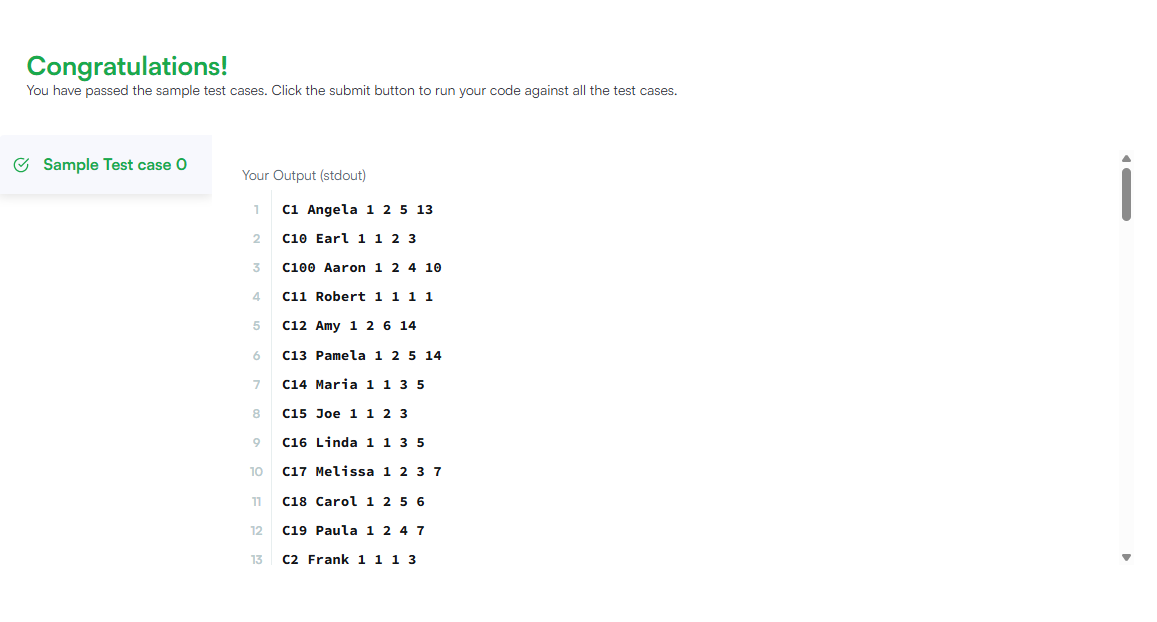 Congratulations!
You have passed the sample test cases. Click the submit button to run your code against all the test cases.
Sample Test case 0
Your Output (stdout)
1 C1 Angela 1 2 5 13
2 C10 Earl 1 1 2 3
3 C100 Aaron 1 2 4 10
4 C11 Robert 1 1 1 1
5 C12 Amy 1 2 6 14
6 C13 Pamela 1 2 5 14
7 C14 Maria 1 1 3 5
8 C15 Joe 1 1 2 3
9 C16 Linda 1 1 3 5
10 C17 Melissa 1 2 3 7
11 C18 Carol 1 2 5 6
12 C19 Paula 1 2 4 7
13 C2 Frank 1 1 1 3